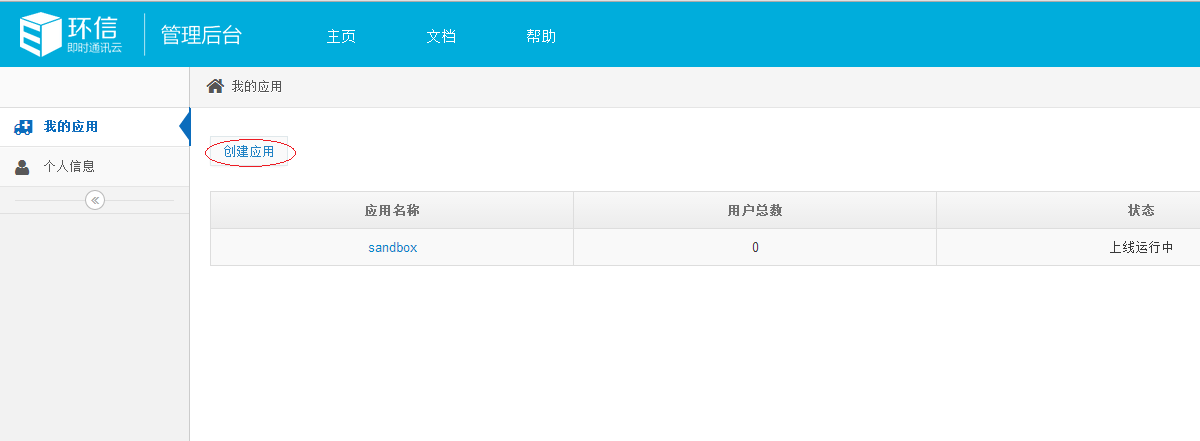 环信
即时通讯云
管理后台 主页 文档 帮助
我的应用
我的应用
个人信息
创建应用
应用名称 用户总数 状态
sandbox 0 上线运行中